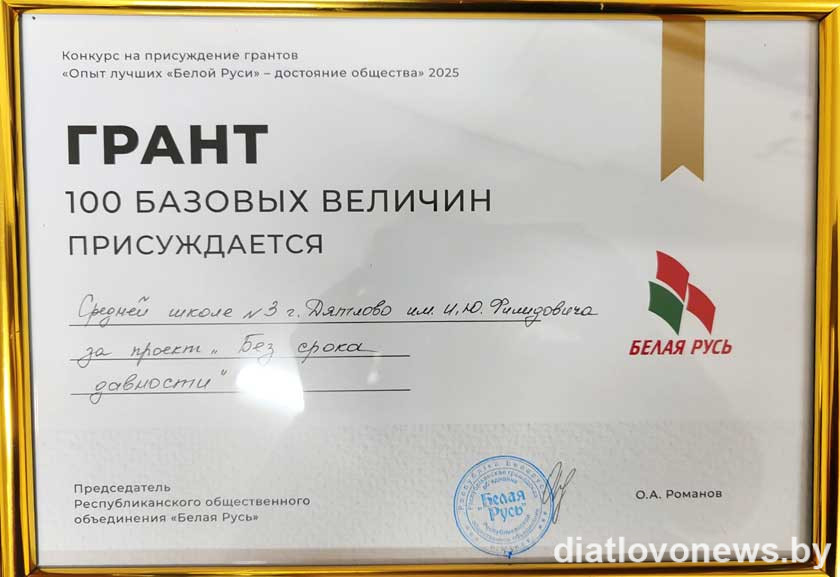 Конкурс на присуждение грантов
«Опыт лучших «Белой Руси» – достояние общества» 2025
ГРАНТ
100 БАЗОВЫХ ВЕЛИЧИН
ПРИСУЖДАЕТСЯ
Средней школе №3 г. Дятлово им. И.Ю. Филидовича
за проект „Без срока
давности“
БЕЛАЯ РУСЬ
Председатель
Республиканского общественного
объединения «Белая Русь»
"Белая
Русь"
О.А. Романов
diatlovonews.by